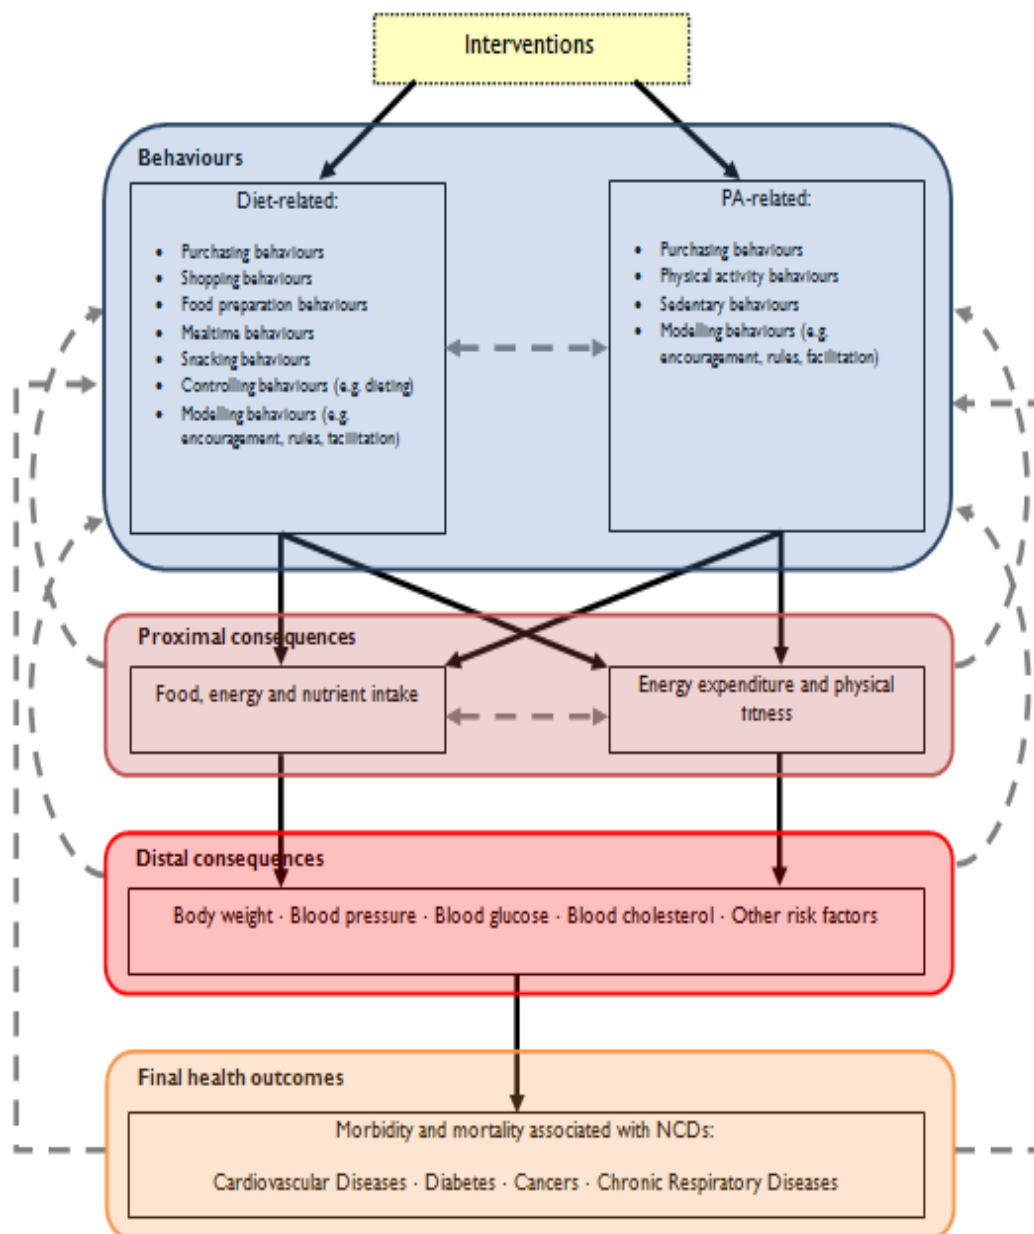 Interventions
Behaviours
Diet-related:
• Purchasing behaviours
• Shopping behaviours
• Food preparation behaviours
• Mealtime behaviours
• Snacking behaviours
• Controlling behaviours (e.g. dieting)
• Modelling behaviours (e.g.
encouragement, rules, facilitation)
PA-related:
• Purchasing behaviours
• Physical activity behaviours
• Sedentary behaviours
• Modelling behaviours (e.g.
encouragement, rules, facilitation)
Proximal consequences
Food, energy and nutrient intake
Energy expenditure and physical
fitness
Distal consequences
Body weight · Blood pressure · Blood glucose · Blood cholesterol · Other risk factors
Final health outcomes
Morbidity and mortality associated with NCDs:
Cardiovascular Diseases · Diabetes · Cancers · Chronic Respiratory Diseases